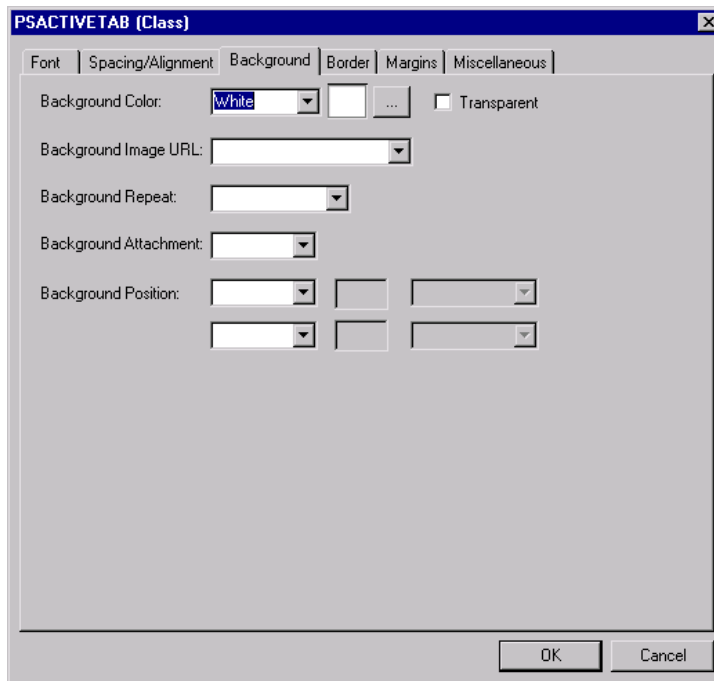 PSACTIVETAB (Class)
Font Spacing/Alignment Background Border Margins Miscellaneous
Background Color: White ... Transparent
Background Image URL:
Background Repeat:
Background Attachment:
Background Position:
OK Cancel